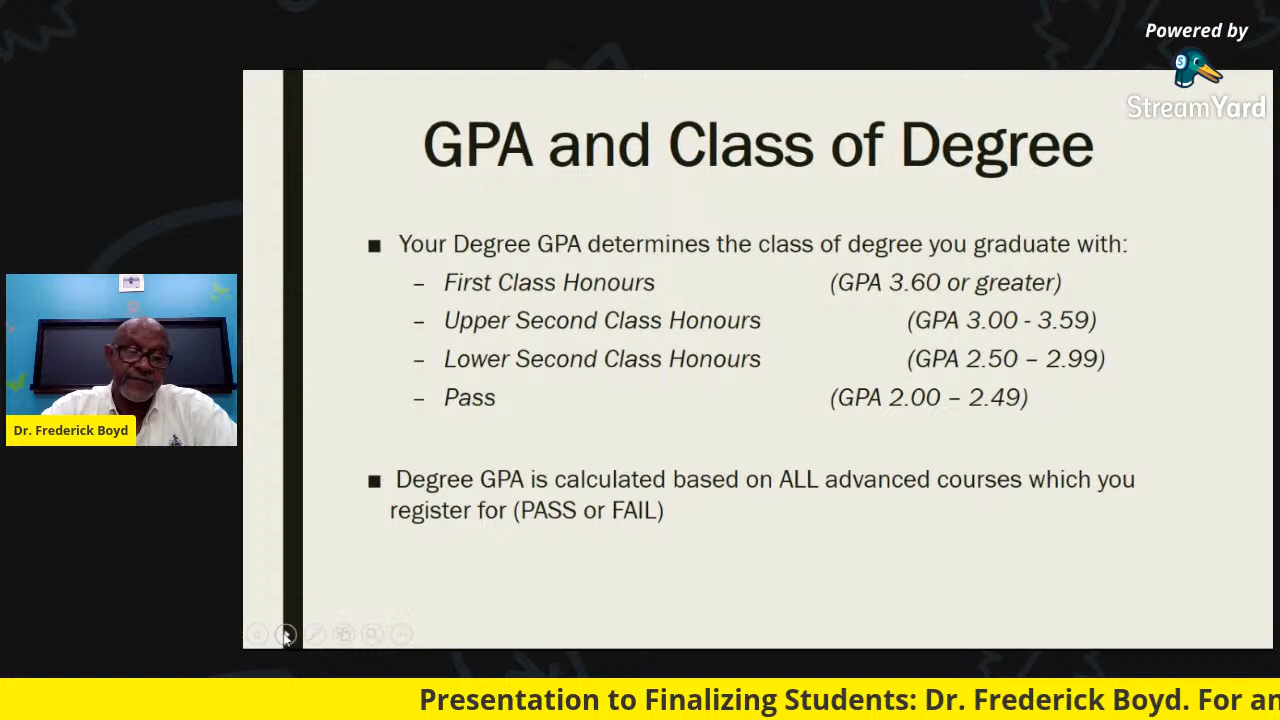 Powered by
StreamYard
GPA and Class of Degree
■ Your Degree GPA determines the class of degree you graduate with:
– First Class Honours (GPA 3.60 or greater)
– Upper Second Class Honours (GPA 3.00 - 3.59)
– Lower Second Class Honours (GPA 2.50 – 2.99)
– Pass (GPA 2.00 – 2.49)
■ Degree GPA is calculated based on ALL advanced courses which you
register for (PASS or FAIL)
Dr. Frederick Boyd
Presentation to Finalizing Students: Dr. Frederick Boyd. For an